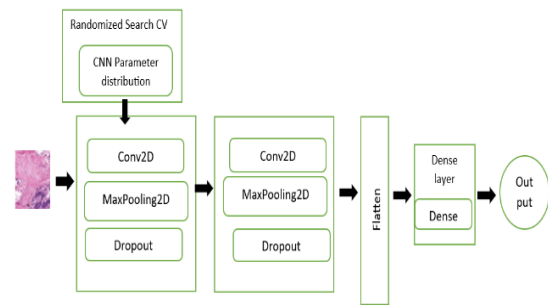 Randomized Search CV
CNN Parameter
distribution
Conv2D
MaxPooling2D
Dropout
Conv2D
MaxPooling2D
Dropout
Flatten
Dense
layer
Dense
Out
put